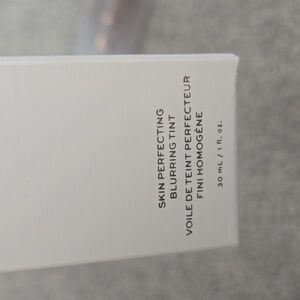 SKIN PERFECTING
BLURRING TINT
VOILE DE TEINT PERFECTEUR
FINI HOMOGÈNE
30 mL / 1 fl. oz.